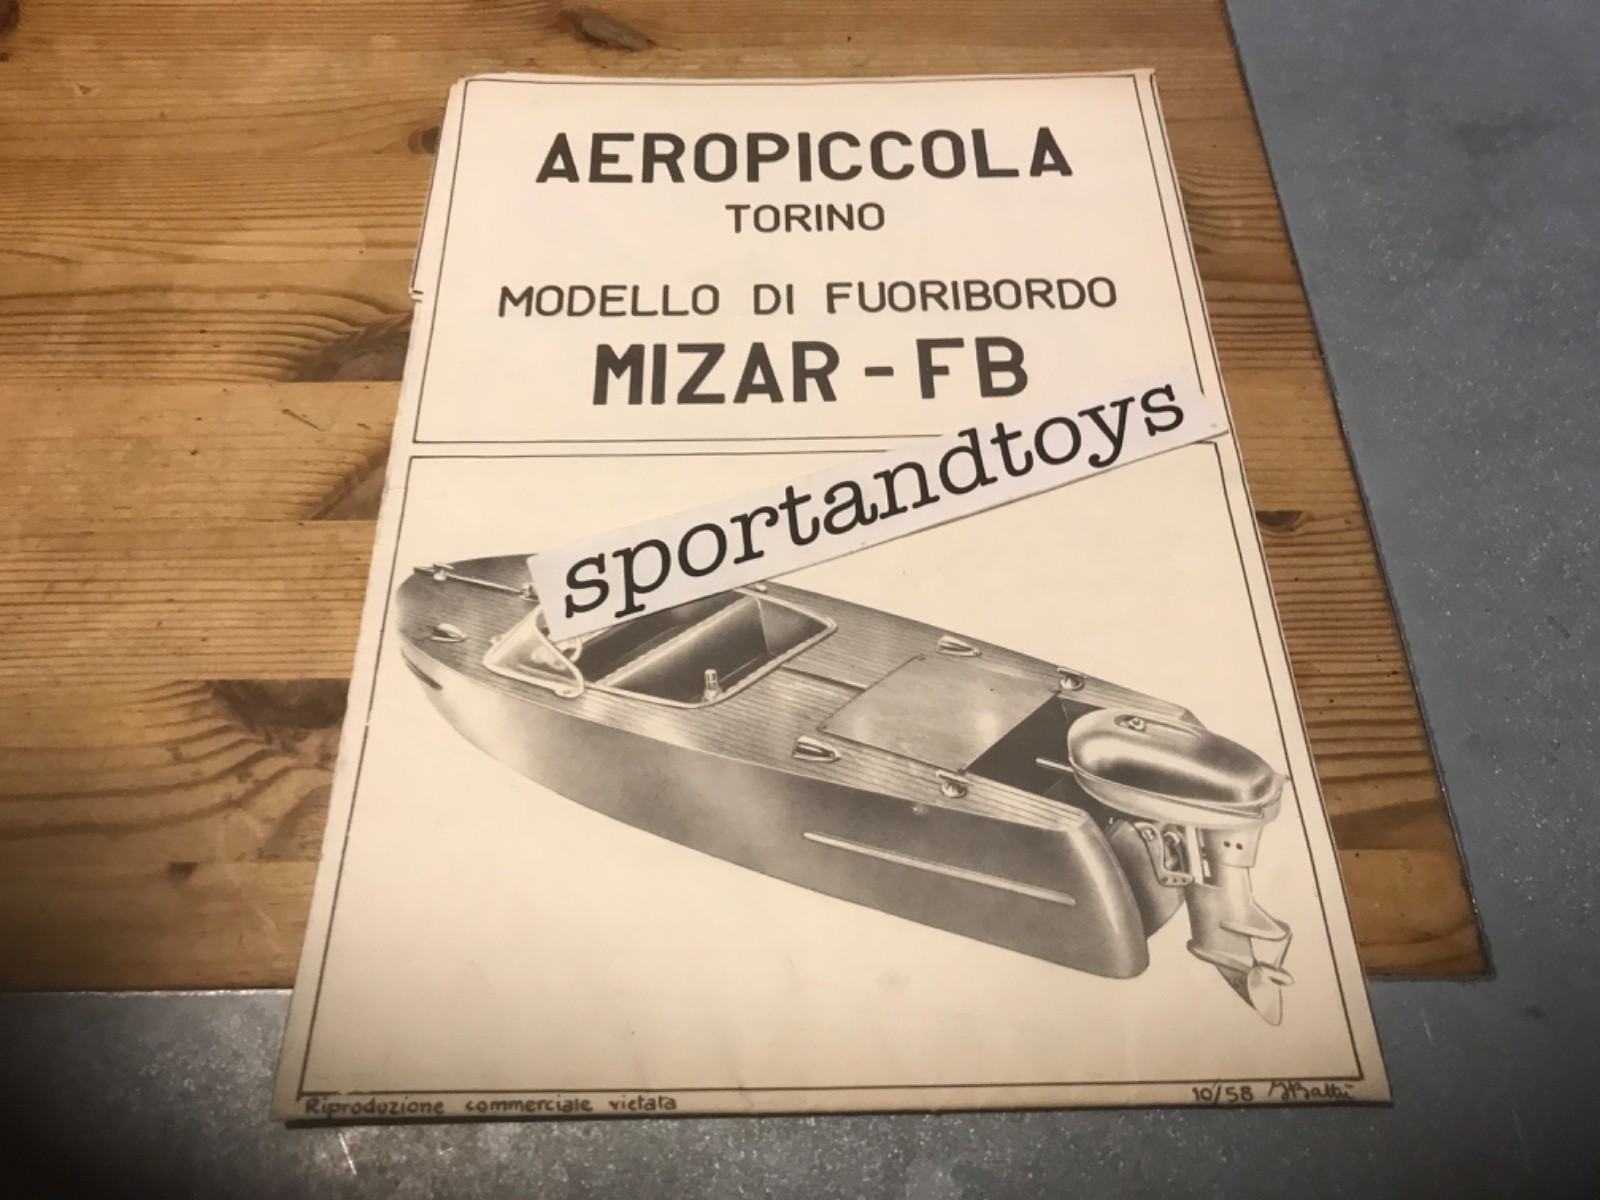 AEROPICCOLA
TORINO
MODELLO DI FUORIBORDO
MIZAR - FB
sportandtoys
Riproduzione commerciale vietata
10/58